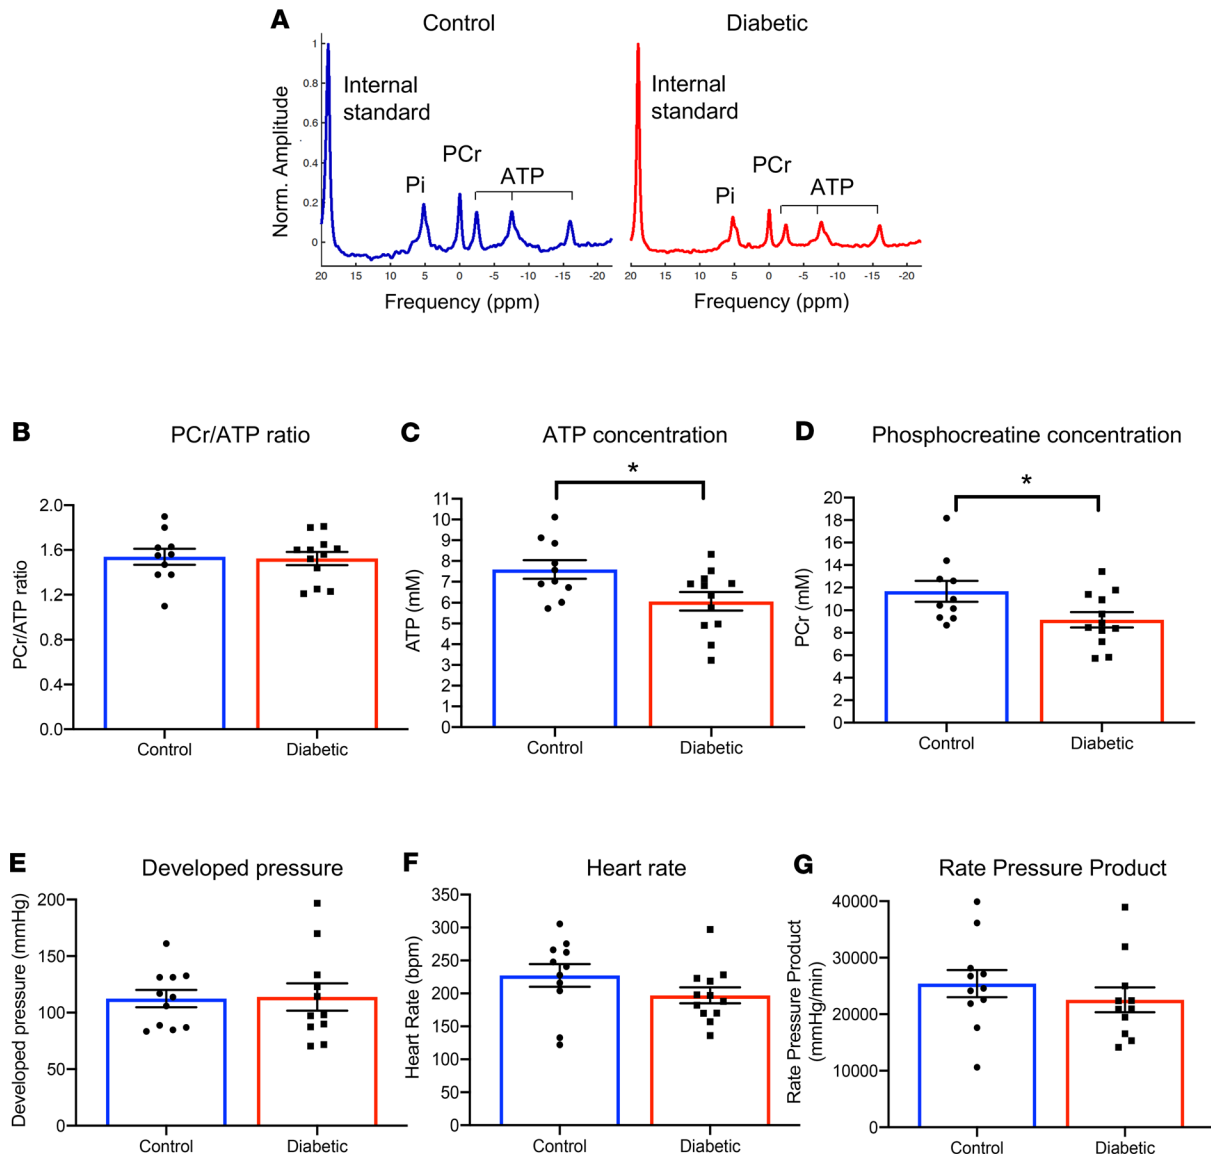 A
Control
Diabetic
Norm. Amplitude
1
0.8
0.6
0.4
0.2
0
Internal
standard
Pi
PCr
ATP
20 15 10 5 0 -5 -10 -15 -20
Frequency (ppm)
Internal
standard
Pi
PCr
ATP
20 15 10 5 0 -5 -10 -15 -20
Frequency (ppm)
B
PCr/ATP ratio
PCr/ATP ratio
2.0
1.6
1.2
0.8
0.4
0.0
Control Diabetic
C
ATP concentration
*
ATP (mM)
11
10
9
8
7
6
5
4
3
2
1
0
Control Diabetic
D
Phosphocreatine concentration
*
PCr (mM)
20
18
16
14
12
10
8
6
4
2
0
Control Diabetic
E
Developed pressure
Developed pressure (mmHg)
200
150
100
50
0
Control Diabetic
F
Heart rate
Heart Rate (bpm)
350
300
250
200
150
100
50
0
Control Diabetic
G
Rate Pressure Product
Rate Pressure Product
(mmHg/min)
40000
30000
20000
10000
0
Control Diabetic